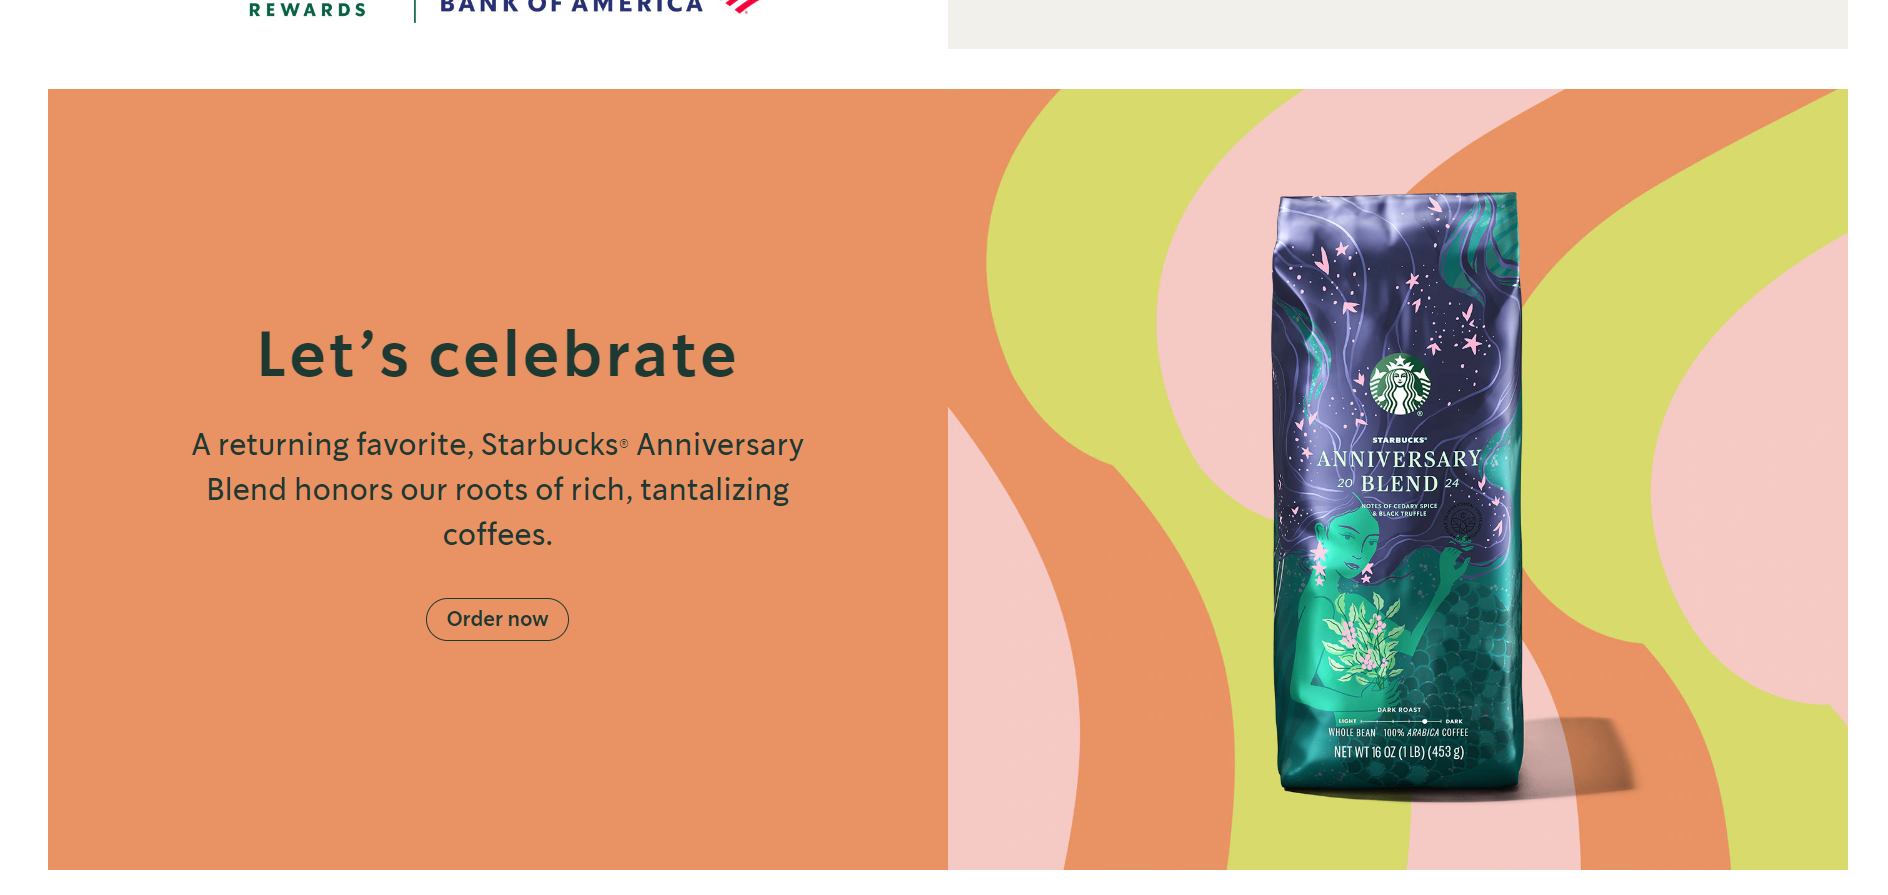 REWARDS
BANK OF AMERICA
Let’s celebrate
A returning favorite, Starbucks® Anniversary
Blend honors our roots of rich, tantalizing
coffees.
Order now
STARBUCKS®
ANNIVERSARY
20 BLEND 24
NOTES OF CEDARY SPICE
& BLACK TRUFFLE
DARK ROAST
LIGHT DARK
WHOLE BEAN 100% ARABICA COFFEE
NET WT 16 OZ (1 LB) (453 g)